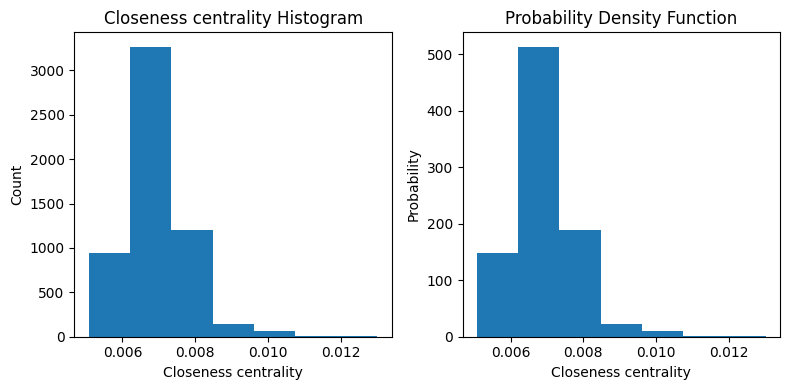 Closeness centrality Histogram
Count
3000
2500
2000
1500
1000
500
0
0.006 0.008 0.010 0.012
Closeness centrality
Probability Density Function
Probability
500
400
300
200
100
0
0.006 0.008 0.010 0.012
Closeness centrality